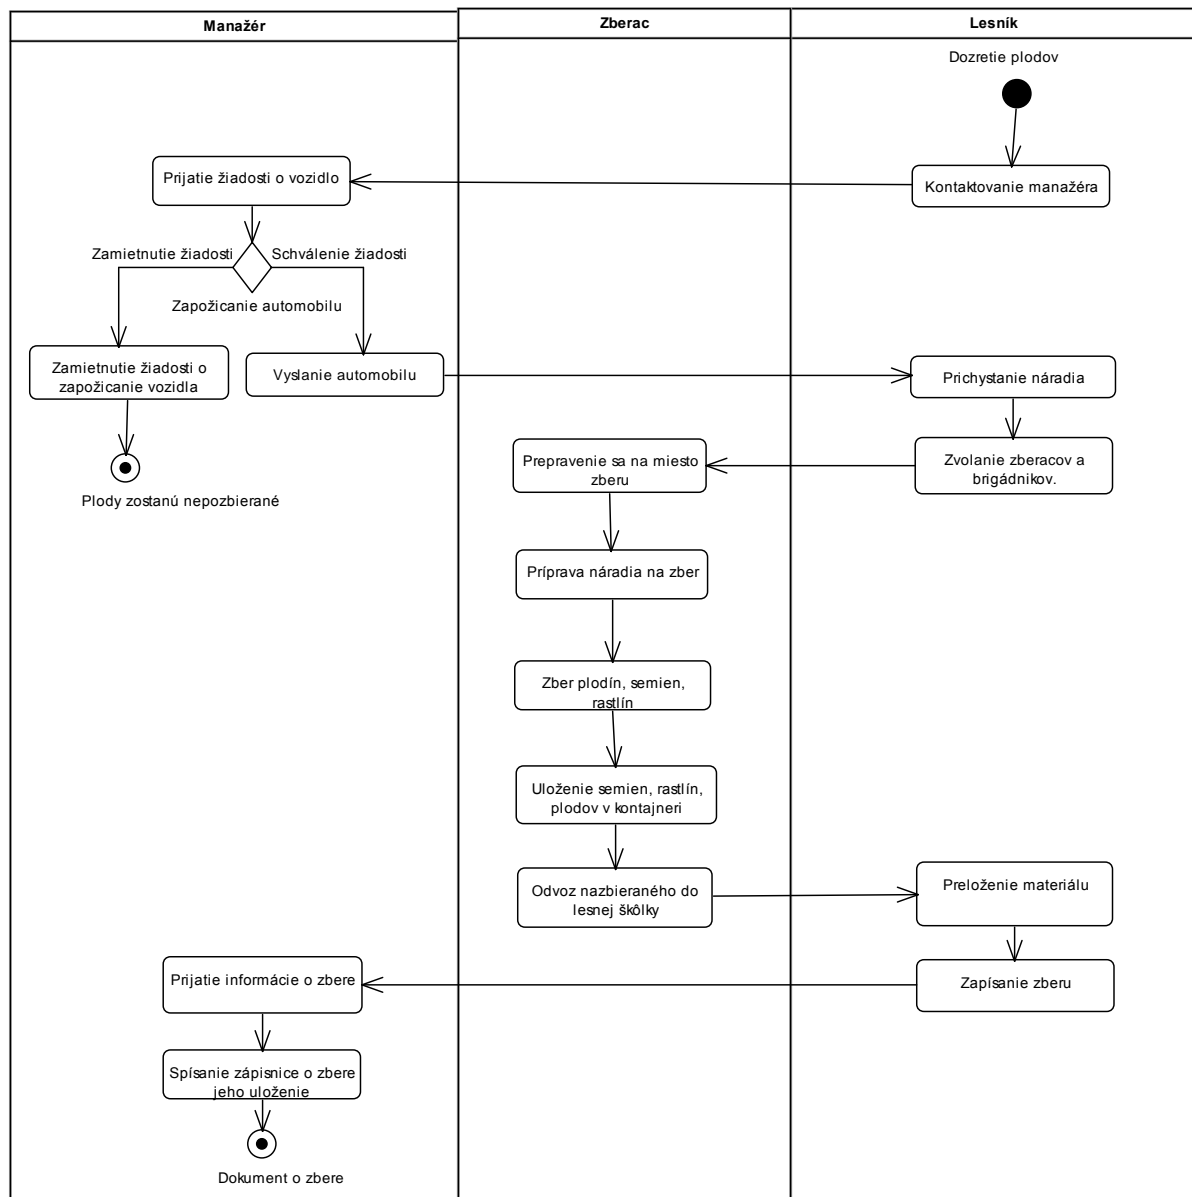 Manažér
Zberac
Lesník
Dozretie plodov
Prijatie žiadosti o vozidlo
Kontaktovanie manažéra
Zamietnutie žiadosti
Schválenie žiadosti
Zapožicanie automobilu
Zamietnutie žiadosti o
zapožicanie vozidla
Vyslanie automobilu
Prichystanie náradia
Prepravenie sa na miesto
zberu
Zvolanie zberacov a
brigádnikov.
Plody zostanú nepozbierané
Príprava náradia na zber
Zber plodín, semien,
rastlín
Uloženie semien, rastlín,
plodov v kontajneri
Odvoz nazbieraného do
lesnej škôlky
Preloženie materiálu
Prijatie informácie o zbere
Zapísanie zberu
Spísanie zápisnice o zbere
jeho uloženie
Dokument o zbere